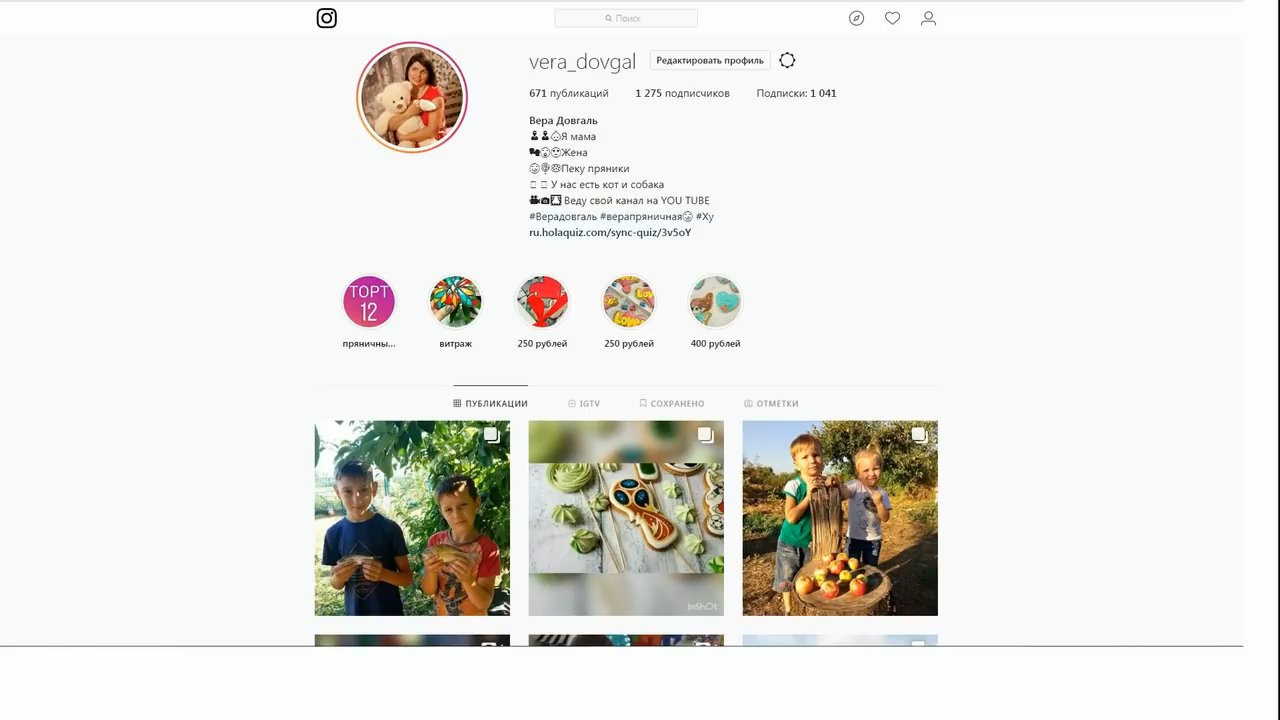 Поиск
vera_dovgal Редактировать профиль
671 публикаций 1 275 подписчиков Подписки: 1 041
Вера Довгаль
Я мама
Жена
Пеку пряники
У нас есть кот и собака
Веду свой канал на YOU TUBE
#Верадовгаль #верапряничная #Ху
ru.holaquiz.com/sync-quiz/3v5oY
ТОРТ
12
пряничны... витраж 250 рублей 250 рублей 400 рублей
ПУБЛИКАЦИИ IGTV СОХРАНЕНО ОТМЕТКИ
InShOt